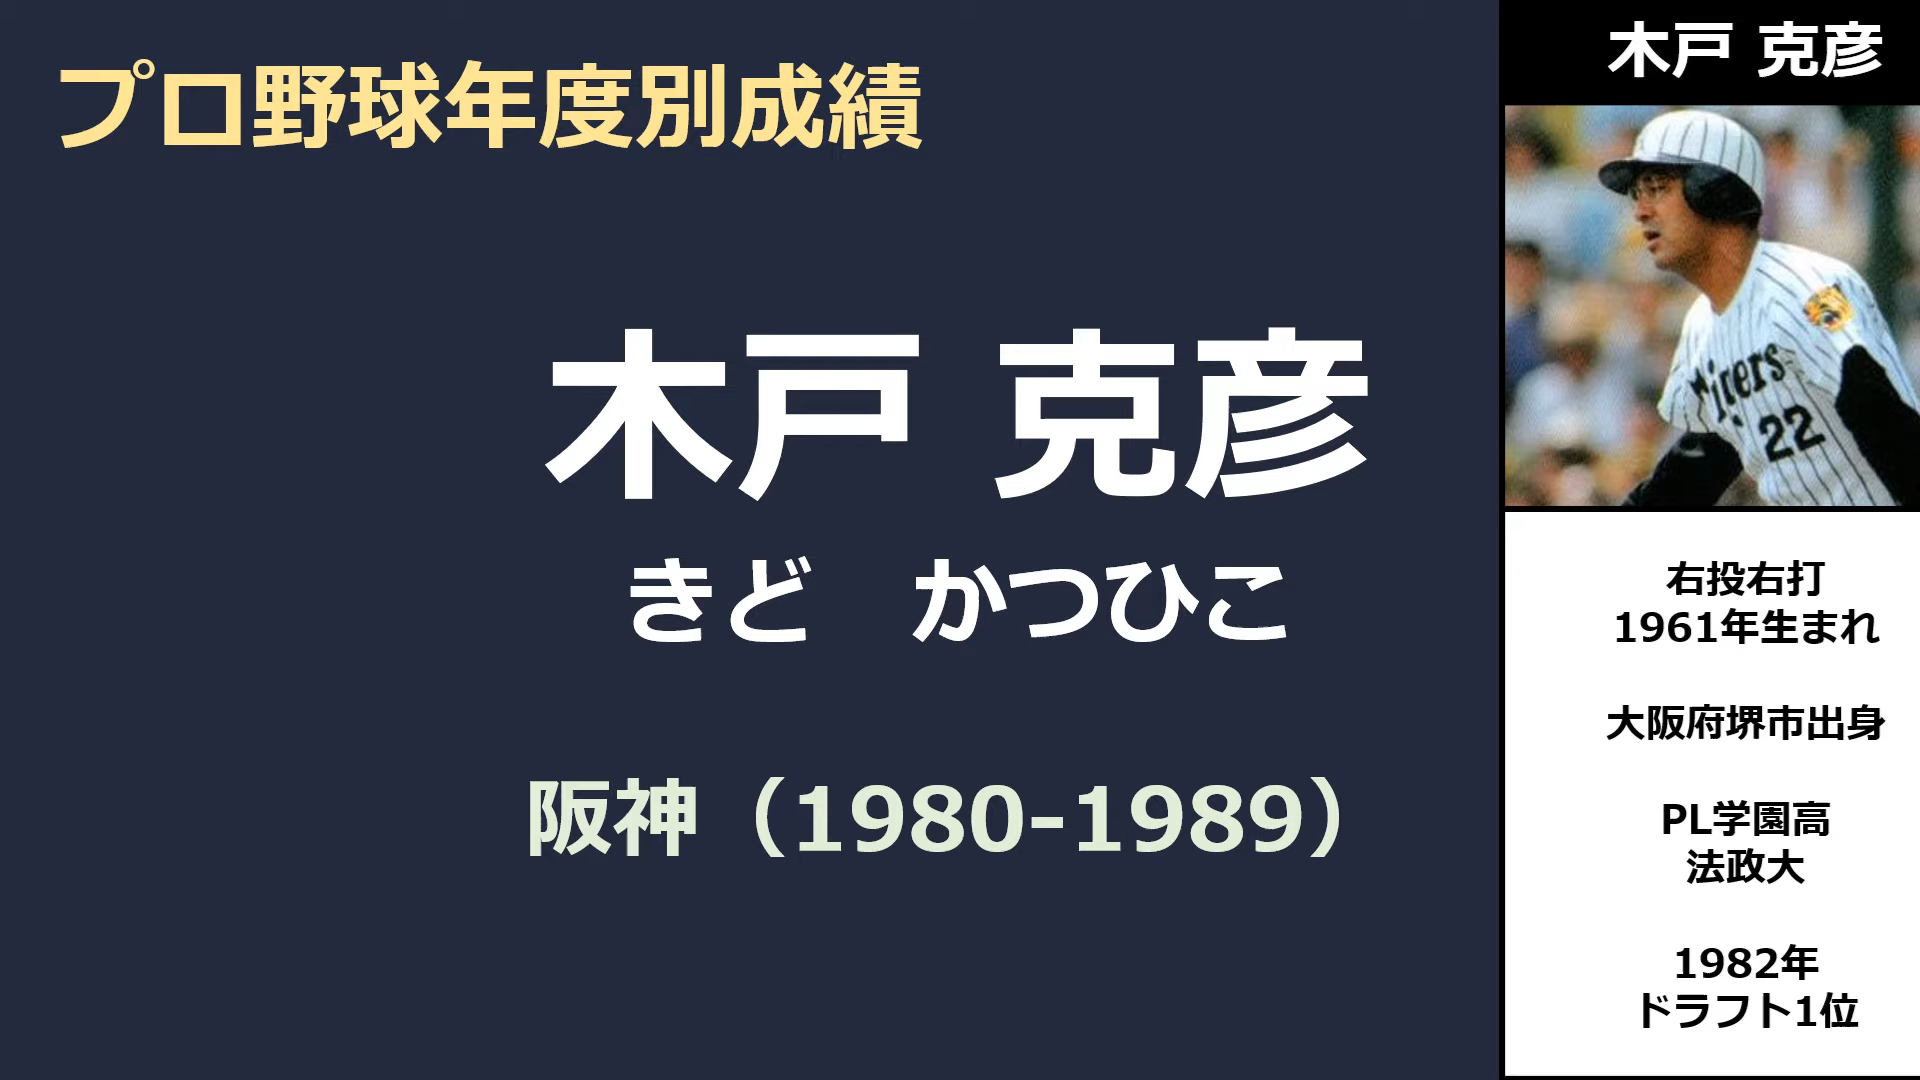 プロ野球年度別成績
木戸 克彦
きど　かつひこ
阪神（1980-1989）
木戸 克彦
Tigers
22
右投右打
1961年生まれ
大阪府堺市出身
PL学園高
法政大
1982年
ドラフト1位